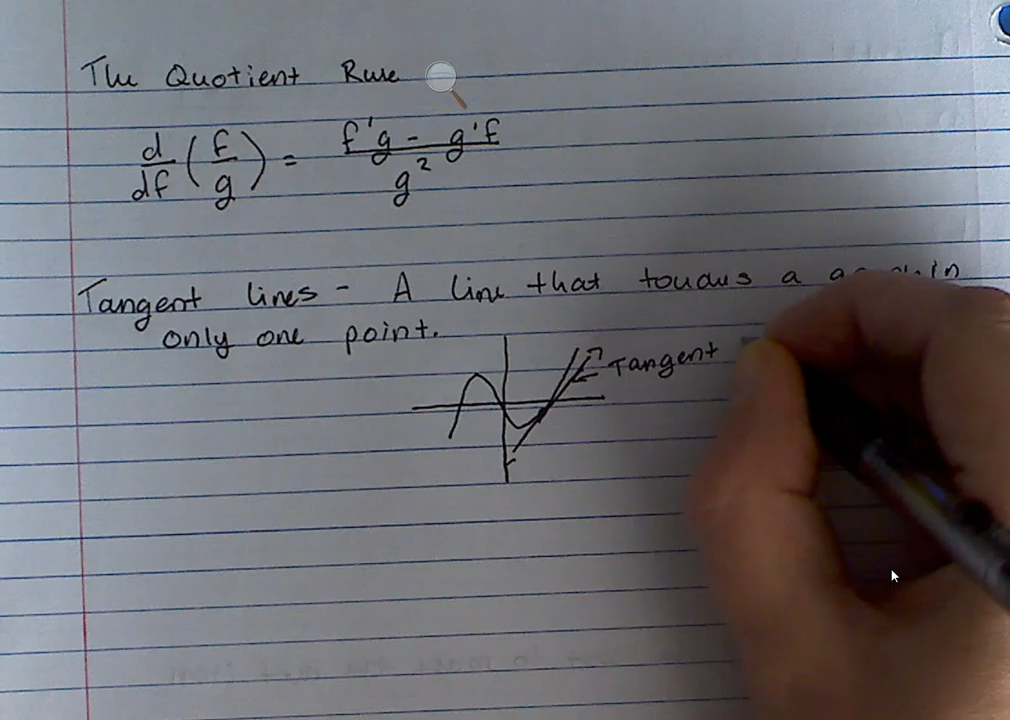 The Quotient Rule
d/df (f/g) = f'g - g'f / g²
Tangent lines - A line that touches a
only one point.
Tangent